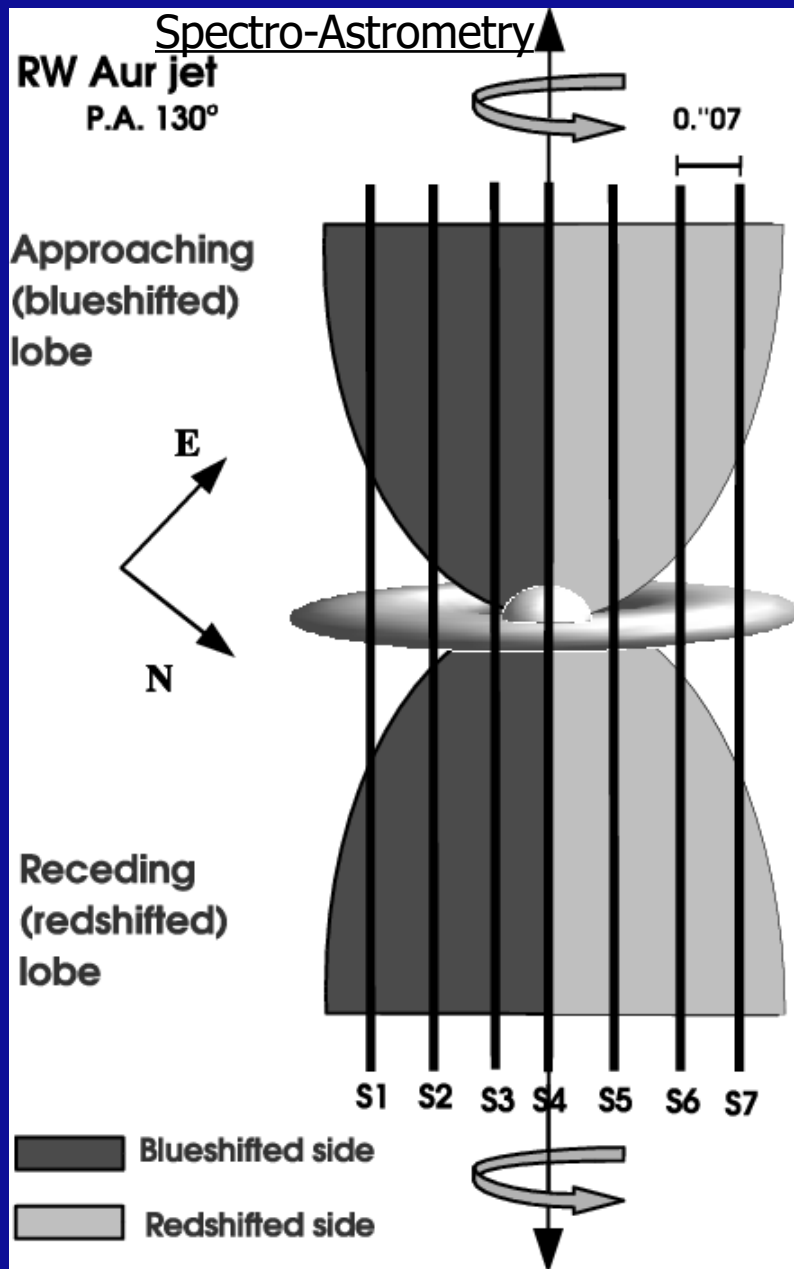 Spectro-Astrometry
RW Aur jet
P.A. 130º
0."07
Approaching
(blueshifted)
lobe
E
N
Receding
(redshifted)
lobe
S1 S2 S3 S4 S5 S6 S7
Blueshifted side
Redshifted side